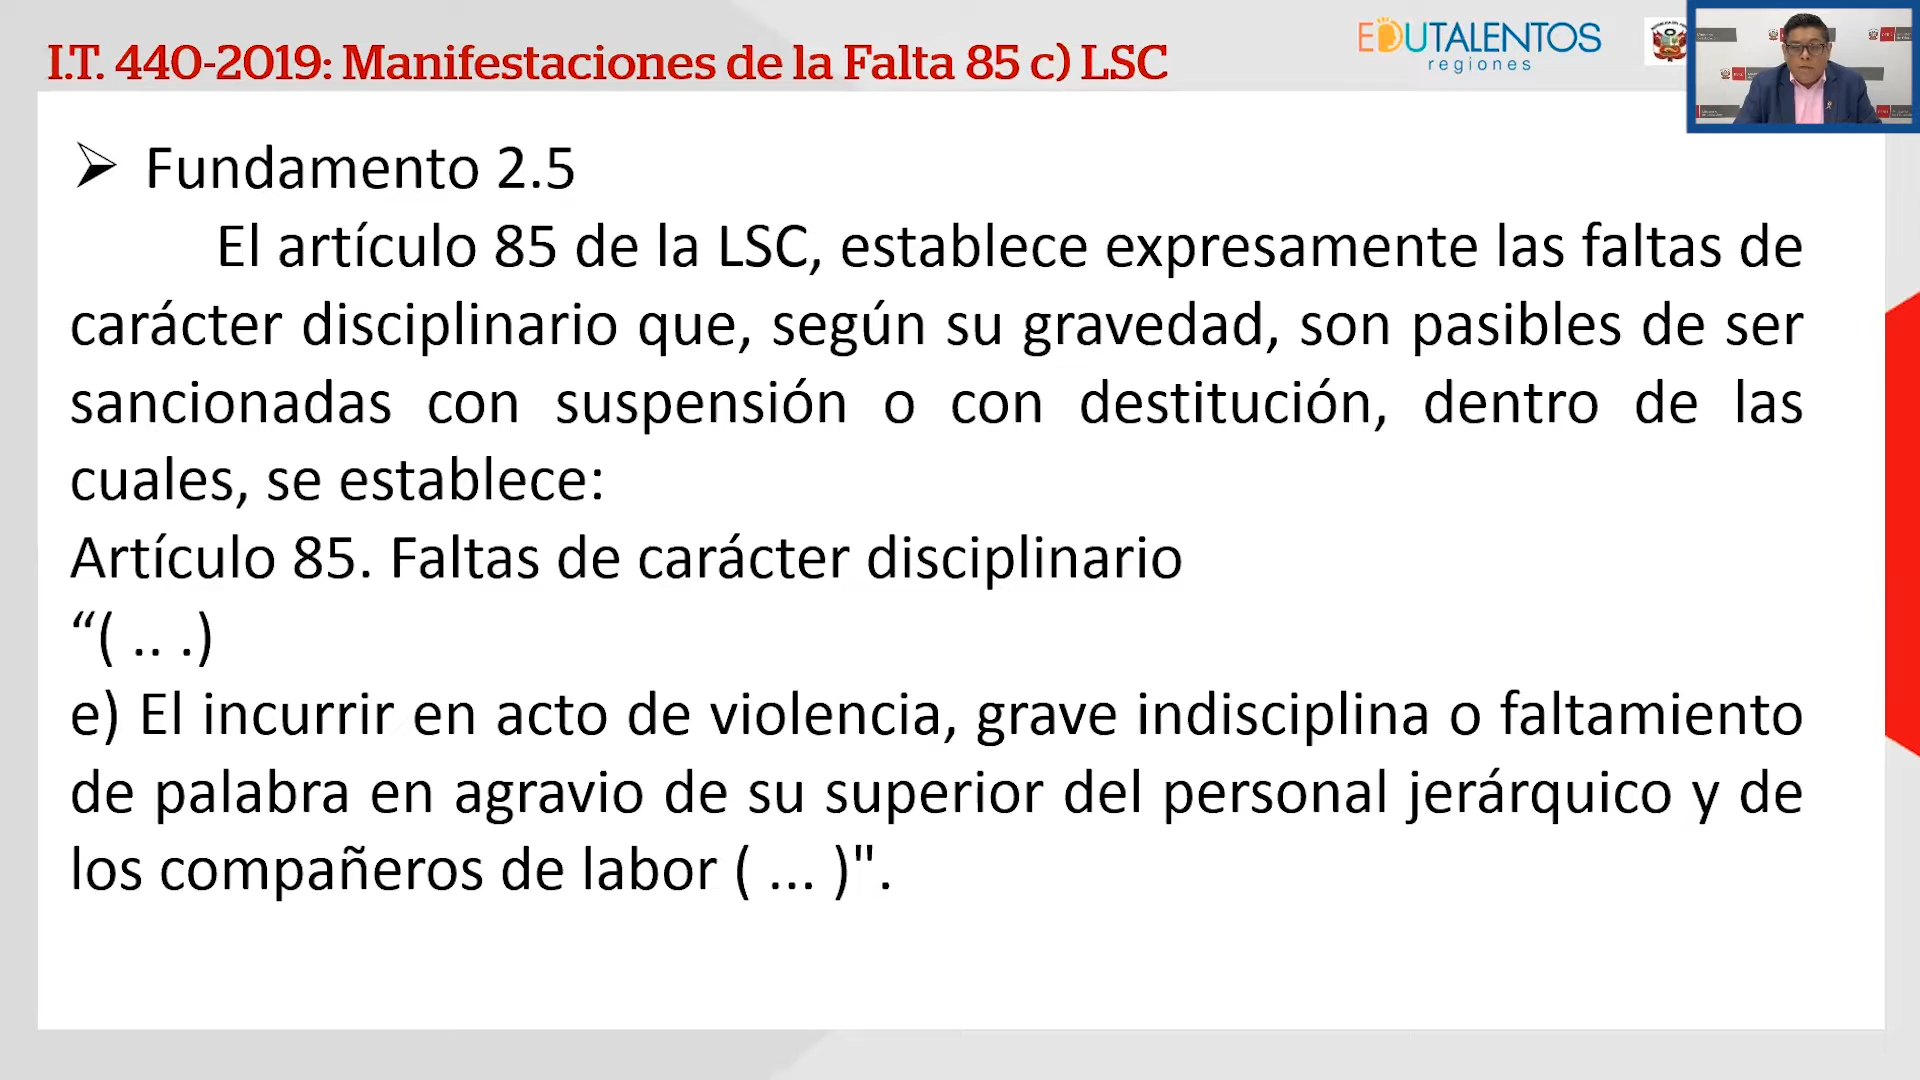 I.T. 440-2019: Manifestaciones de la Falta 85 c) LSC
EDUTALENTOS
regiones
➢ Fundamento 2.5
El artículo 85 de la LSC, establece expresamente las faltas de
carácter disciplinario que, según su gravedad, son pasibles de ser
sancionadas con suspensión o con destitución, dentro de las
cuales, se establece:
Artículo 85. Faltas de carácter disciplinario
“( .. .)
e) El incurrir en acto de violencia, grave indisciplina o faltamiento
de palabra en agravio de su superior del personal jerárquico y de
los compañeros de labor ( ... )".